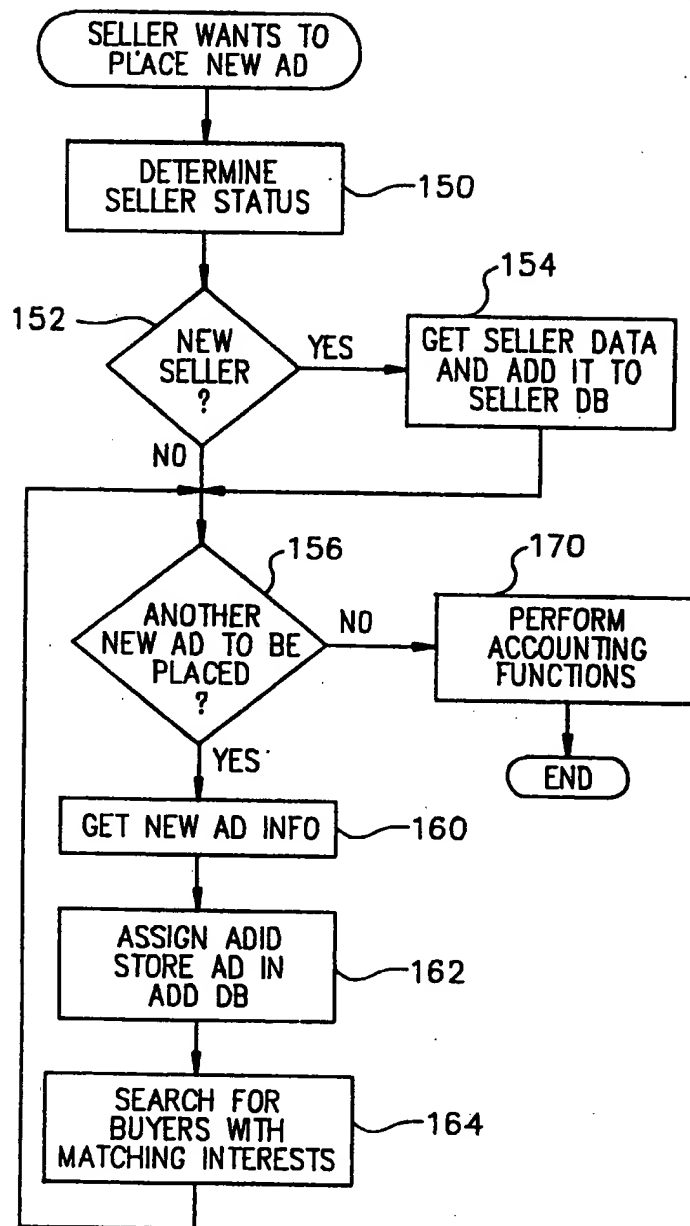 SELLER WANTS TO
PLACE NEW AD
DETERMINE
SELLER STATUS
150
152
NEW
SELLER
?
YES
NO
154
GET SELLER DATA
AND ADD IT TO
SELLER DB
156
ANOTHER
NEW AD TO BE
PLACED
?
NO
YES
170
PERFORM
ACCOUNTING
FUNCTIONS
END
GET NEW AD INFO
160
ASSIGN ADID
STORE AD IN
ADD DB
162
SEARCH FOR
BUYERS WITH
MATCHING INTERESTS
164